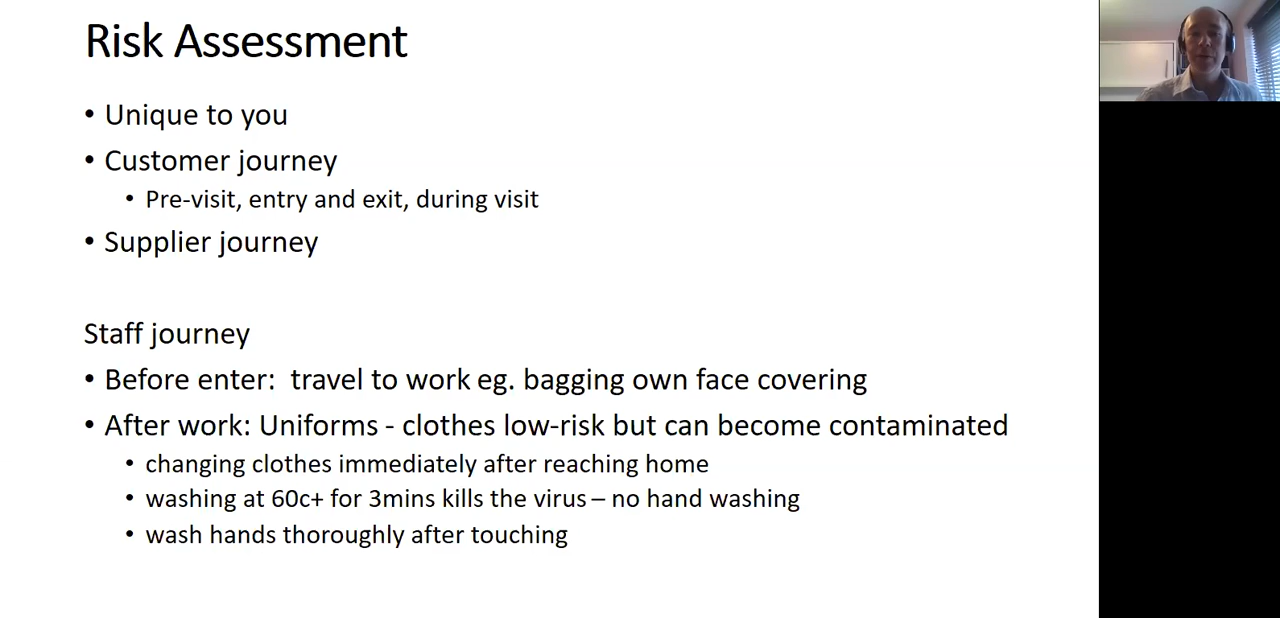 Risk Assessment
• Unique to you
• Customer journey
• Pre-visit, entry and exit, during visit
• Supplier journey
Staff journey
• Before enter:  travel to work eg. bagging own face covering
• After work: Uniforms - clothes low-risk but can become contaminated
• changing clothes immediately after reaching home
• washing at 60c+ for 3mins kills the virus – no hand washing
• wash hands thoroughly after touching